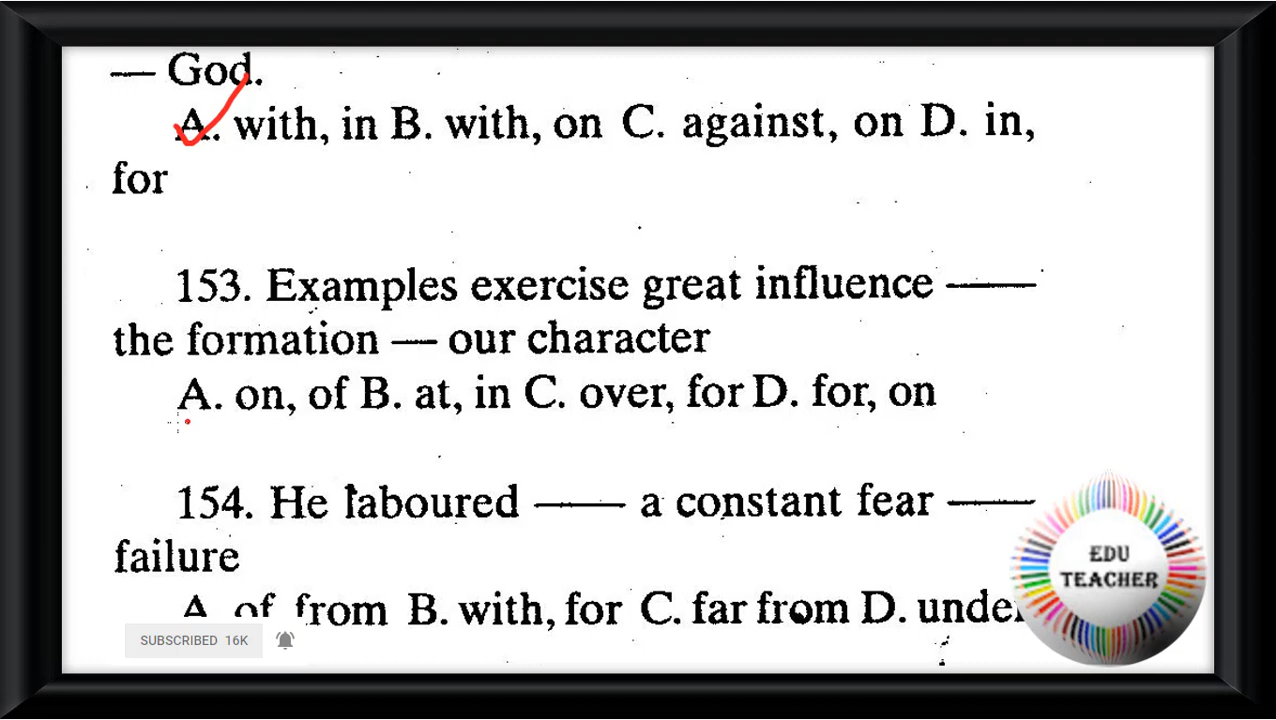 — God.
A. with, in B. with, on C. against, on D. in,
for
153. Examples exercise great influence ——
the formation — our character
A. on, of B. at, in C. over, for D. for, on
154. He laboured —— a constant fear ——
failure
A. of from B. with, for C. far from D.
EDU
TEACHER
SUBSCRIBED 16K